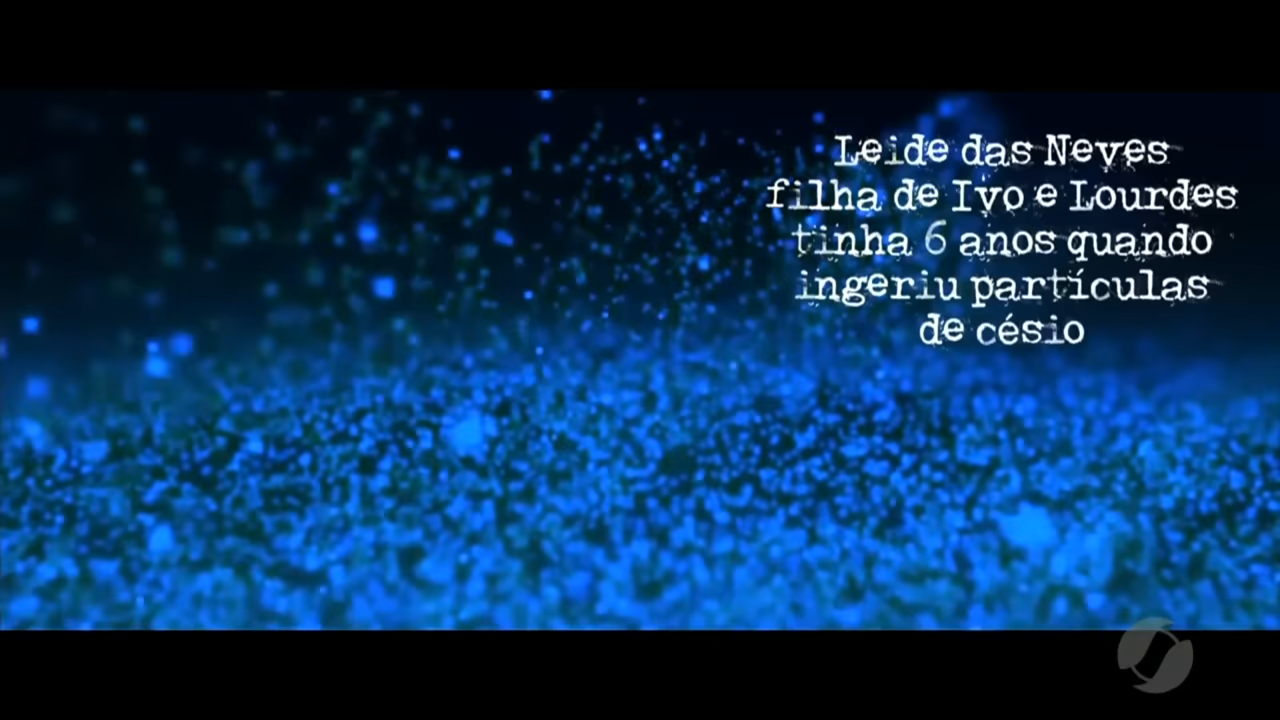 Leide das Neves
filha de Ivo e Lourdes
tinha 6 anos quando
ingeriu partículas
de césio